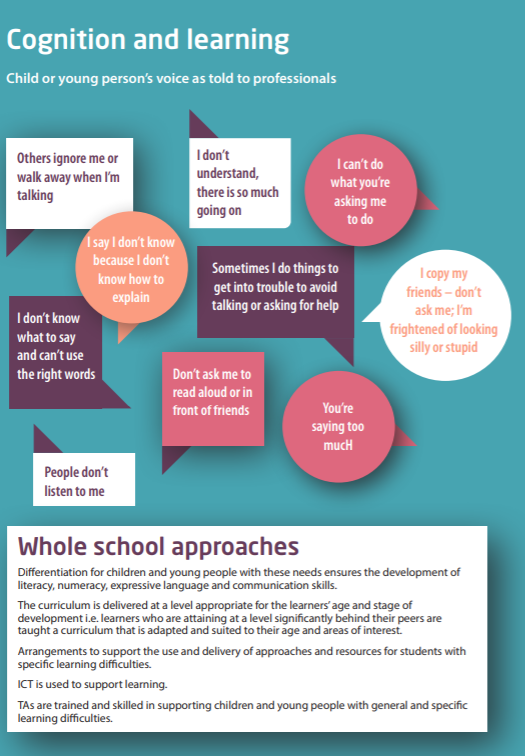 Cognition and learning
Child or young person's voice as told to professionals
Others ignore me or
walk away when I'm
talking
I don't
understand,
there is so much
going on
I can't do
what you're
asking me
to do
I say I don't know
because I don't
know how to
explain
Sometimes I do things to
get into trouble to avoid
talking or asking for help
I copy my
friends – don't
ask me; I'm
frightened of looking
silly or stupid
I don't know
what to say
and can't use
the right words
Don't ask me to
read aloud or in
front of friends
You're
saying too
mucH
People don't
listen to me
Whole school approaches
Differentiation for children and young people with these needs ensures the development of
literacy, numeracy, expressive language and communication skills.
The curriculum is delivered at a level appropriate for the learners' age and stage of
development i.e. learners who are attaining at a level significantly behind their peers are
taught a curriculum that is adapted and suited to their age and areas of interest.
Arrangements to support the use and delivery of approaches and resources for students with
specific learning difficulties.
ICT is used to support learning.
TAs are trained and skilled in supporting children and young people with general and specific
learning difficulties.